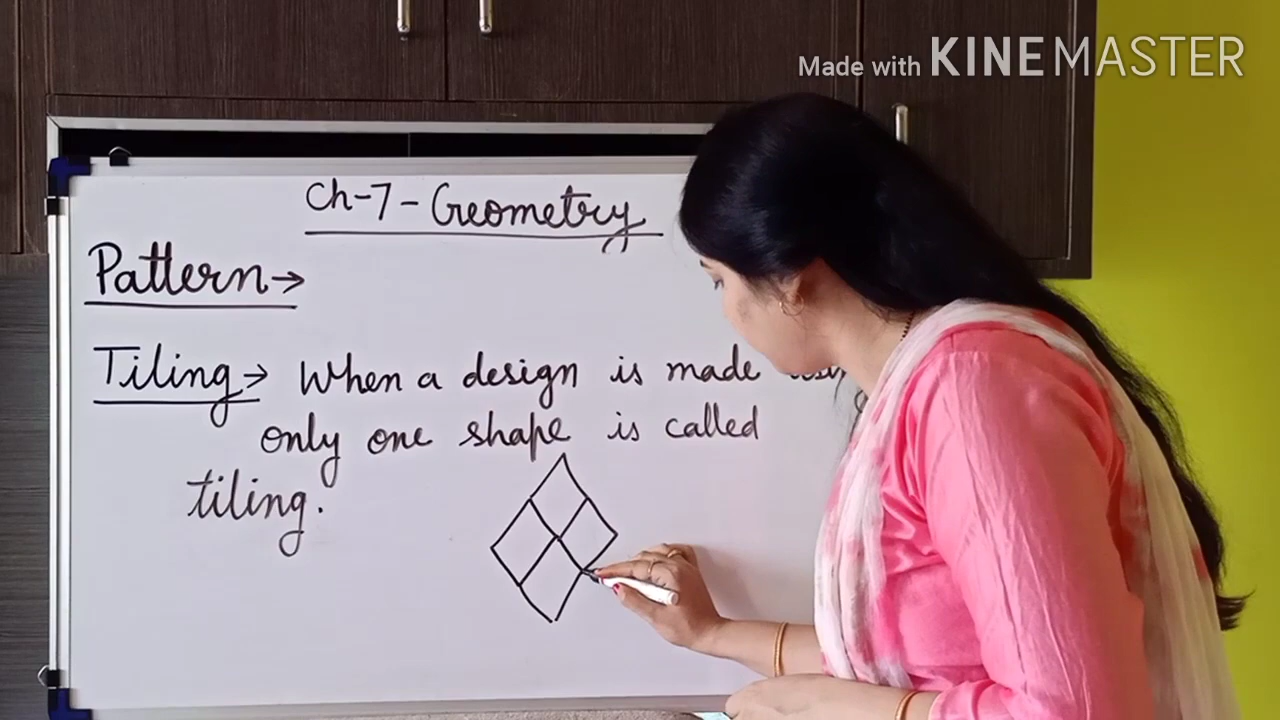 Made with KINEMASTER
Ch-7-Geometry
Pattern→
Tiling→ When a design is made
only one shape is called
tiling.